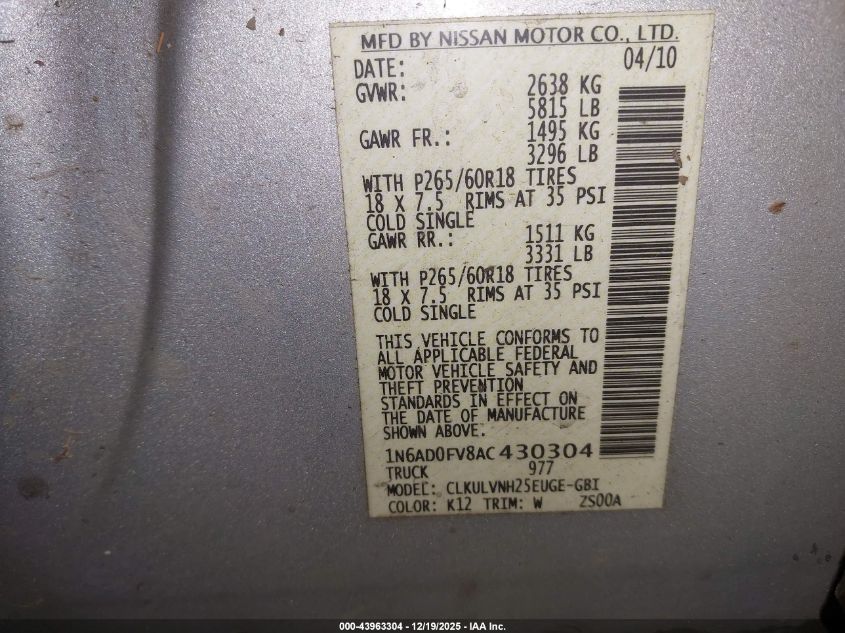 MFD BY NISSAN MOTOR CO., LTD.
DATE: 04/10
GVWR: 2638 KG
5815 LB
GAWR FR.: 1495 KG
3296 LB
WITH P265/60R18 TIRES
18 X 7.5 RIMS AT 35 PSI
COLD SINGLE
GAWR RR.: 1511 KG
3331 LB
WITH P265/60R18 TIRES
18 X 7.5 RIMS AT 35 PSI
COLD SINGLE
THIS VEHICLE CONFORMS TO
ALL APPLICABLE FEDERAL
MOTOR VEHICLE SAFETY AND
THEFT PREVENTION
STANDARDS IN EFFECT ON
THE DATE OF MANUFACTURE
SHOWN ABOVE.
1N6AD0FV8AC430304
TRUCK 977
MODEL: CLKULVNH25EUGE-GBI
COLOR: K12 TRIM: W ZS00A
000-43963304 | 12/19/2025 - IAA Inc.